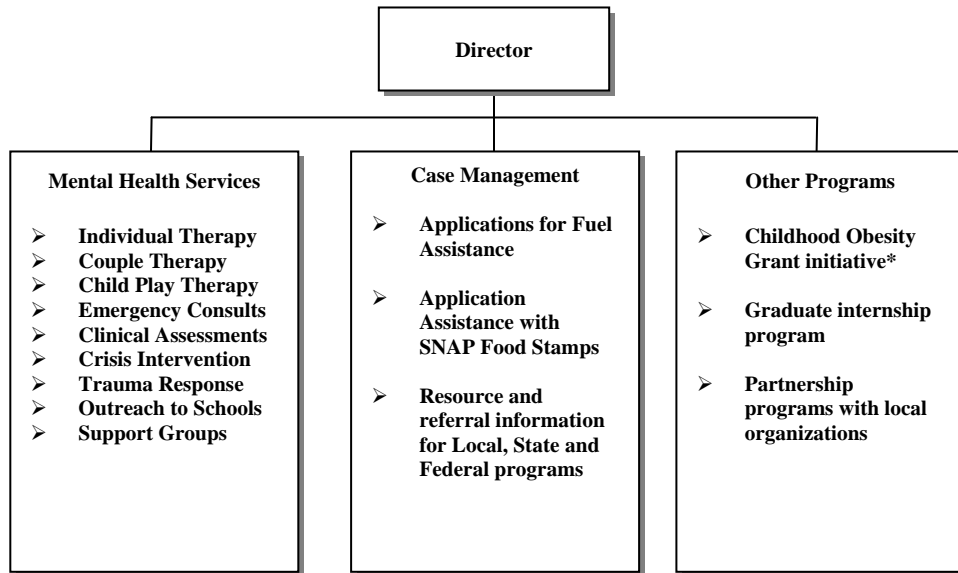 Director
Mental Health Services
➢ Individual Therapy
➢ Couple Therapy
➢ Child Play Therapy
➢ Emergency Consults
➢ Clinical Assessments
➢ Crisis Intervention
➢ Trauma Response
➢ Outreach to Schools
➢ Support Groups
Case Management
➢ Applications for Fuel
Assistance
➢ Application
Assistance with
SNAP Food Stamps
➢ Resource and
referral information
for Local, State and
Federal programs
Other Programs
➢ Childhood Obesity
Grant initiative*
➢ Graduate internship
program
➢ Partnership
programs with local
organizations